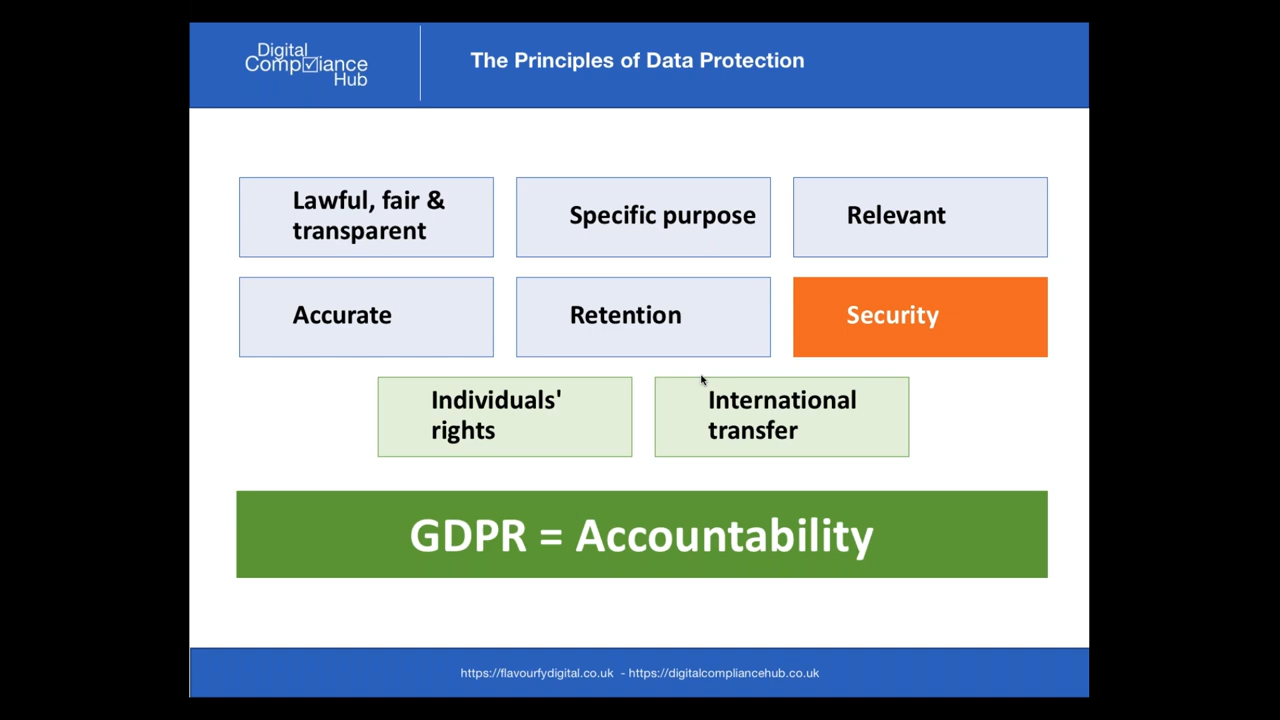 Digital
Compliance
Hub
The Principles of Data Protection
Lawful, fair &
transparent
Specific purpose
Relevant
Accurate
Retention
Security
Individuals'
rights
International
transfer
GDPR = Accountability
https://flavourfydigital.co.uk - https://digitalcompliancehub.co.uk